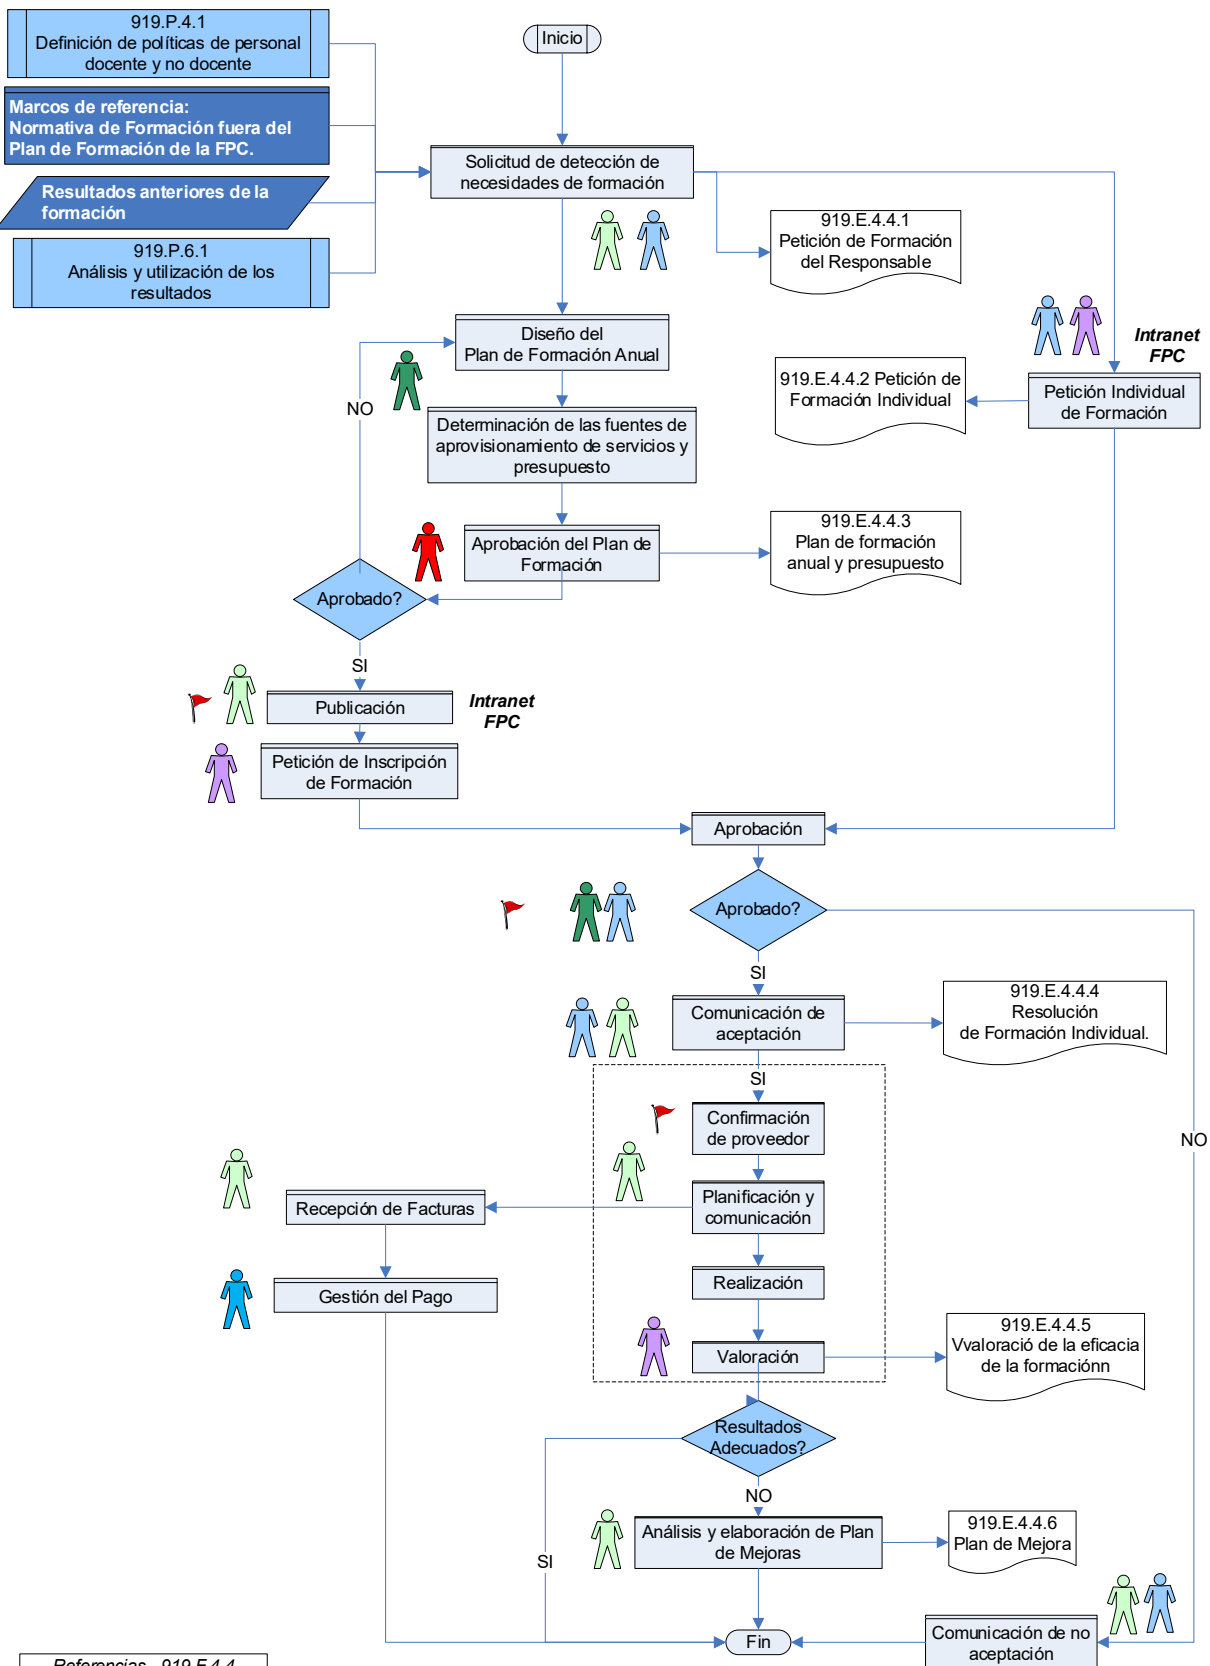 919.P.4.1
Definición de políticas de personal
docente y no docente
Inicio
Marcos de referencia:
Normativa de Formación fuera del
Plan de Formación de la FPC.
Resultados anteriores de la
formación
919.P.6.1
Análisis y utilización de los
resultados
Solicitud de detección de
necesidades de formación
919.E.4.4.1
Petición de Formación
del Responsable
Diseño del
Plan de Formación Anual
Intranet
FPC
NO
919.E.4.4.2 Petición de
Formación Individual
Petición Individual
de Formación
Determinación de las fuentes de
aprovisionamiento de servicios y
presupuesto
Aprobación del Plan de
Formación
919.E.4.4.3
Plan de formación
anual y presupuesto
Aprobado?
SI
Publicación
Intranet
FPC
Petición de Inscripción
de Formación
Aprobación
Aprobado?
SI
Comunicación de
aceptación
919.E.4.4.4
Resolución
de Formación Individual.
SI
Confirmación
de proveedor
NO
Planificación y
comunicación
Recepción de Facturas
Realización
Gestión del Pago
Valoración
919.E.4.4.5
Vvaloració de la eficacia
de la formaciónn
Resultados
Adecuados?
NO
Análisis y elaboración de Plan
de Mejoras
919.E.4.4.6
Plan de Mejora
SI
Fin
Comunicación de no
aceptación
Referencias 919.E.4.4